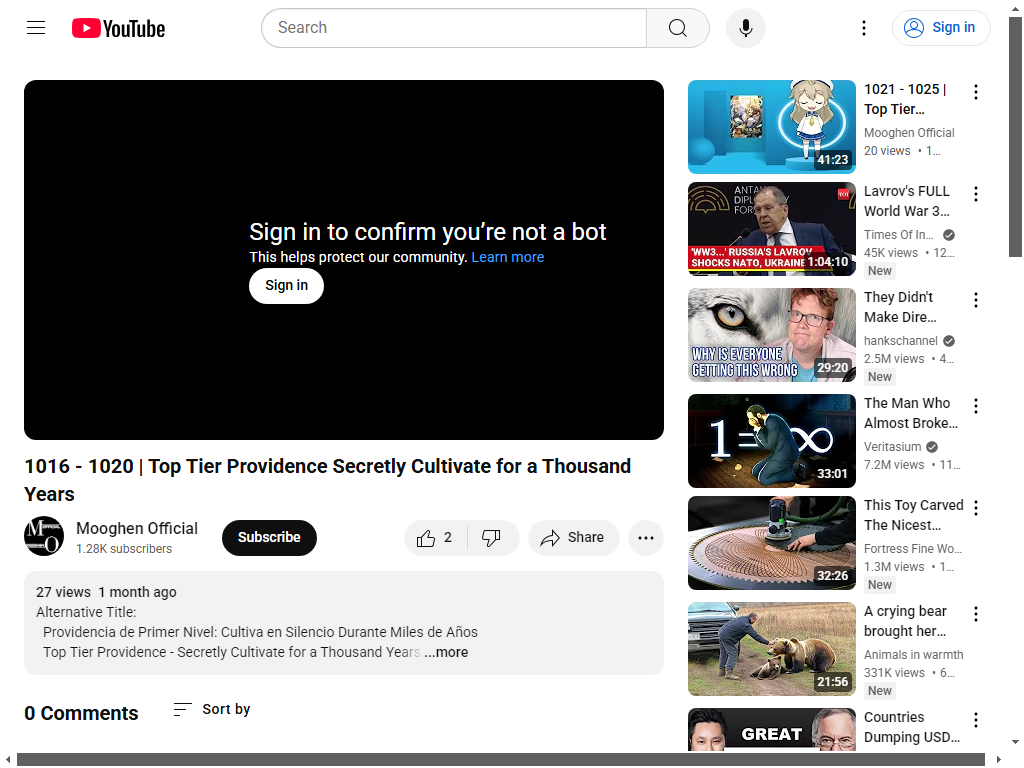 YouTube
Search
Sign in
Sign in to confirm you’re not a bot
This helps protect our community. Learn more
Sign in
1016 - 1020 | Top Tier Providence Secretly Cultivate for a Thousand
Years
Mooghen Official
1.28K subscribers
Subscribe
2
Share
27 views 1 month ago
Alternative Title:
Providencia de Primer Nivel: Cultiva en Silencio Durante Miles de Años
Top Tier Providence - Secretly Cultivate for a Thousand Years ...more
0 Comments
Sort by
41:23
1021 - 1025 |
Top Tier...
Mooghen Official
20 views • 1...
'WW3...' RUSSIA'S LAVROV
SHOCKS NATO, UKRAINE
1:04:10
Lavrov's FULL
World War 3...
Times Of In...
45K views • 12...
New
WHY IS EVERYONE
GETTING THIS WRONG
29:20
They Didn't
Make Dire...
hankschannel
2.5M views • 4...
New
1=∞
33:01
The Man Who
Almost Broke...
Veritasium
7.2M views • 11...
32:26
This Toy Carved
The Nicest...
Fortress Fine Wo...
1.3M views • 1...
New
21:56
A crying bear
brought her...
Animals in warmth
331K views • 6...
New
GREAT
Countries
Dumping USD...